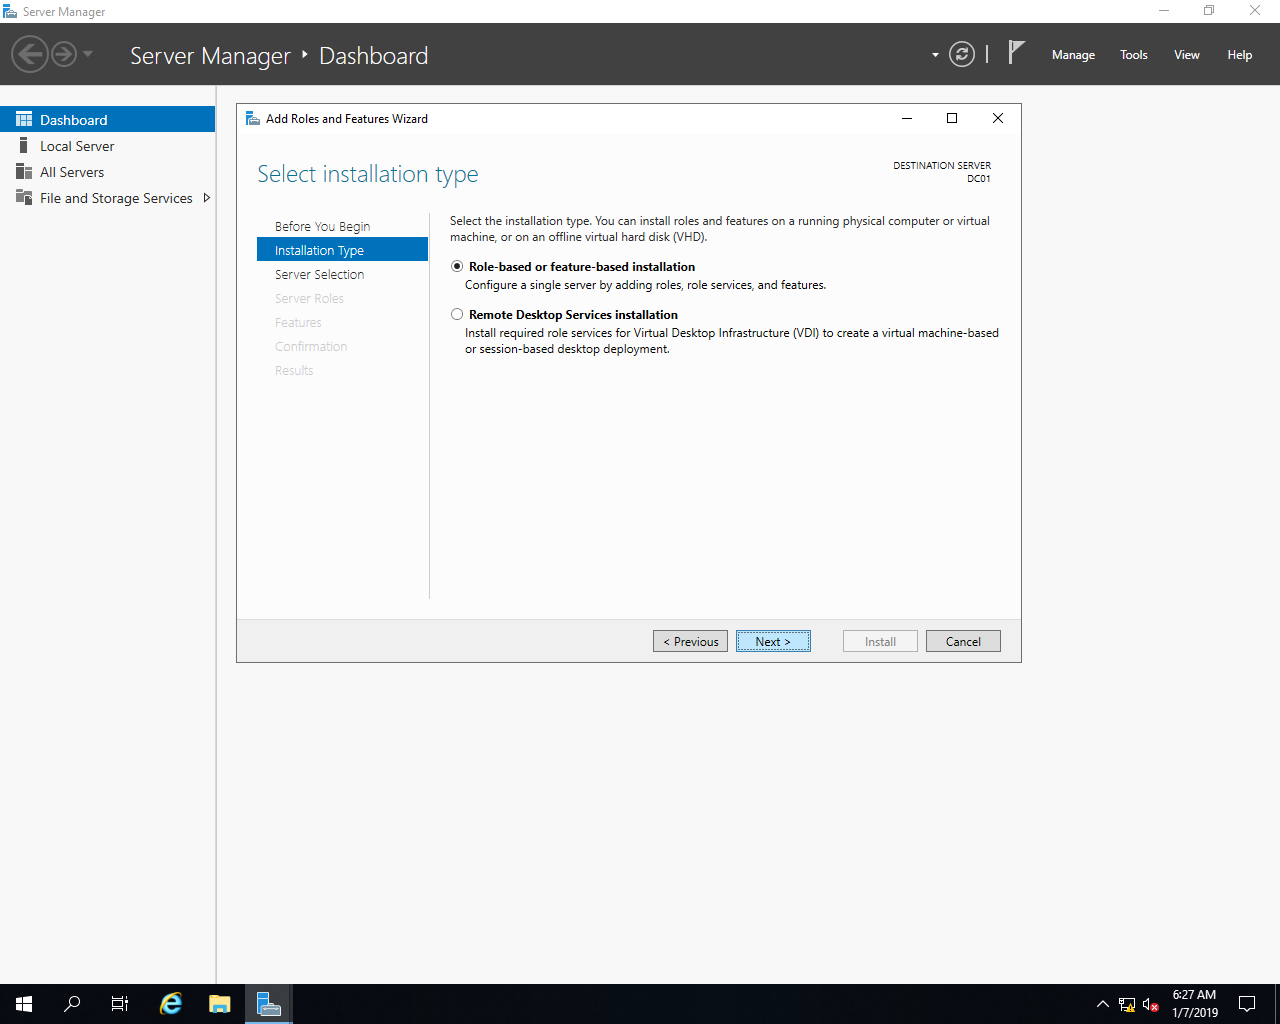 Server Manager
Server Manager ‣ Dashboard
Manage
Tools
View
Help
Dashboard
Local Server
All Servers
File and Storage Services
Add Roles and Features Wizard
Select installation type
DESTINATION SERVER
DC01
Before You Begin
Installation Type
Server Selection
Server Roles
Features
Confirmation
Results
Select the installation type. You can install roles and features on a running physical computer or virtual
machine, or on an offline virtual hard disk (VHD).
Role-based or feature-based installation
Configure a single server by adding roles, role services, and features.
Remote Desktop Services installation
Install required role services for Virtual Desktop Infrastructure (VDI) to create a virtual machine-based
or session-based desktop deployment.
< Previous
Next >
Install
Cancel
6:27 AM
1/7/2019